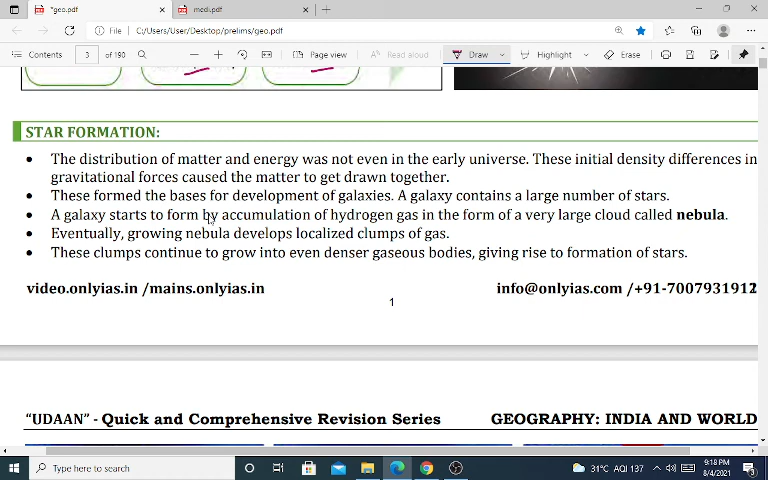 *geo.pdf
medi.pdf
File C:/Users/User/Desktop/prelims/geo.pdf
Contents 3 of 190 Page view Read aloud Draw Highlight Erase
STAR FORMATION:
• The distribution of matter and energy was not even in the early universe. These initial density differences in
gravitational forces caused the matter to get drawn together.
• These formed the bases for development of galaxies. A galaxy contains a large number of stars.
• A galaxy starts to form by accumulation of hydrogen gas in the form of a very large cloud called nebula.
• Eventually, growing nebula develops localized clumps of gas.
• These clumps continue to grow into even denser gaseous bodies, giving rise to formation of stars.
video.onlyias.in /mains.onlyias.in info@onlyias.com /+91-7007931912
1
“UDAAN” - Quick and Comprehensive Revision Series GEOGRAPHY: INDIA AND WORLD
Type here to search 31°C AQI 137 9:18 PM
8/4/2021